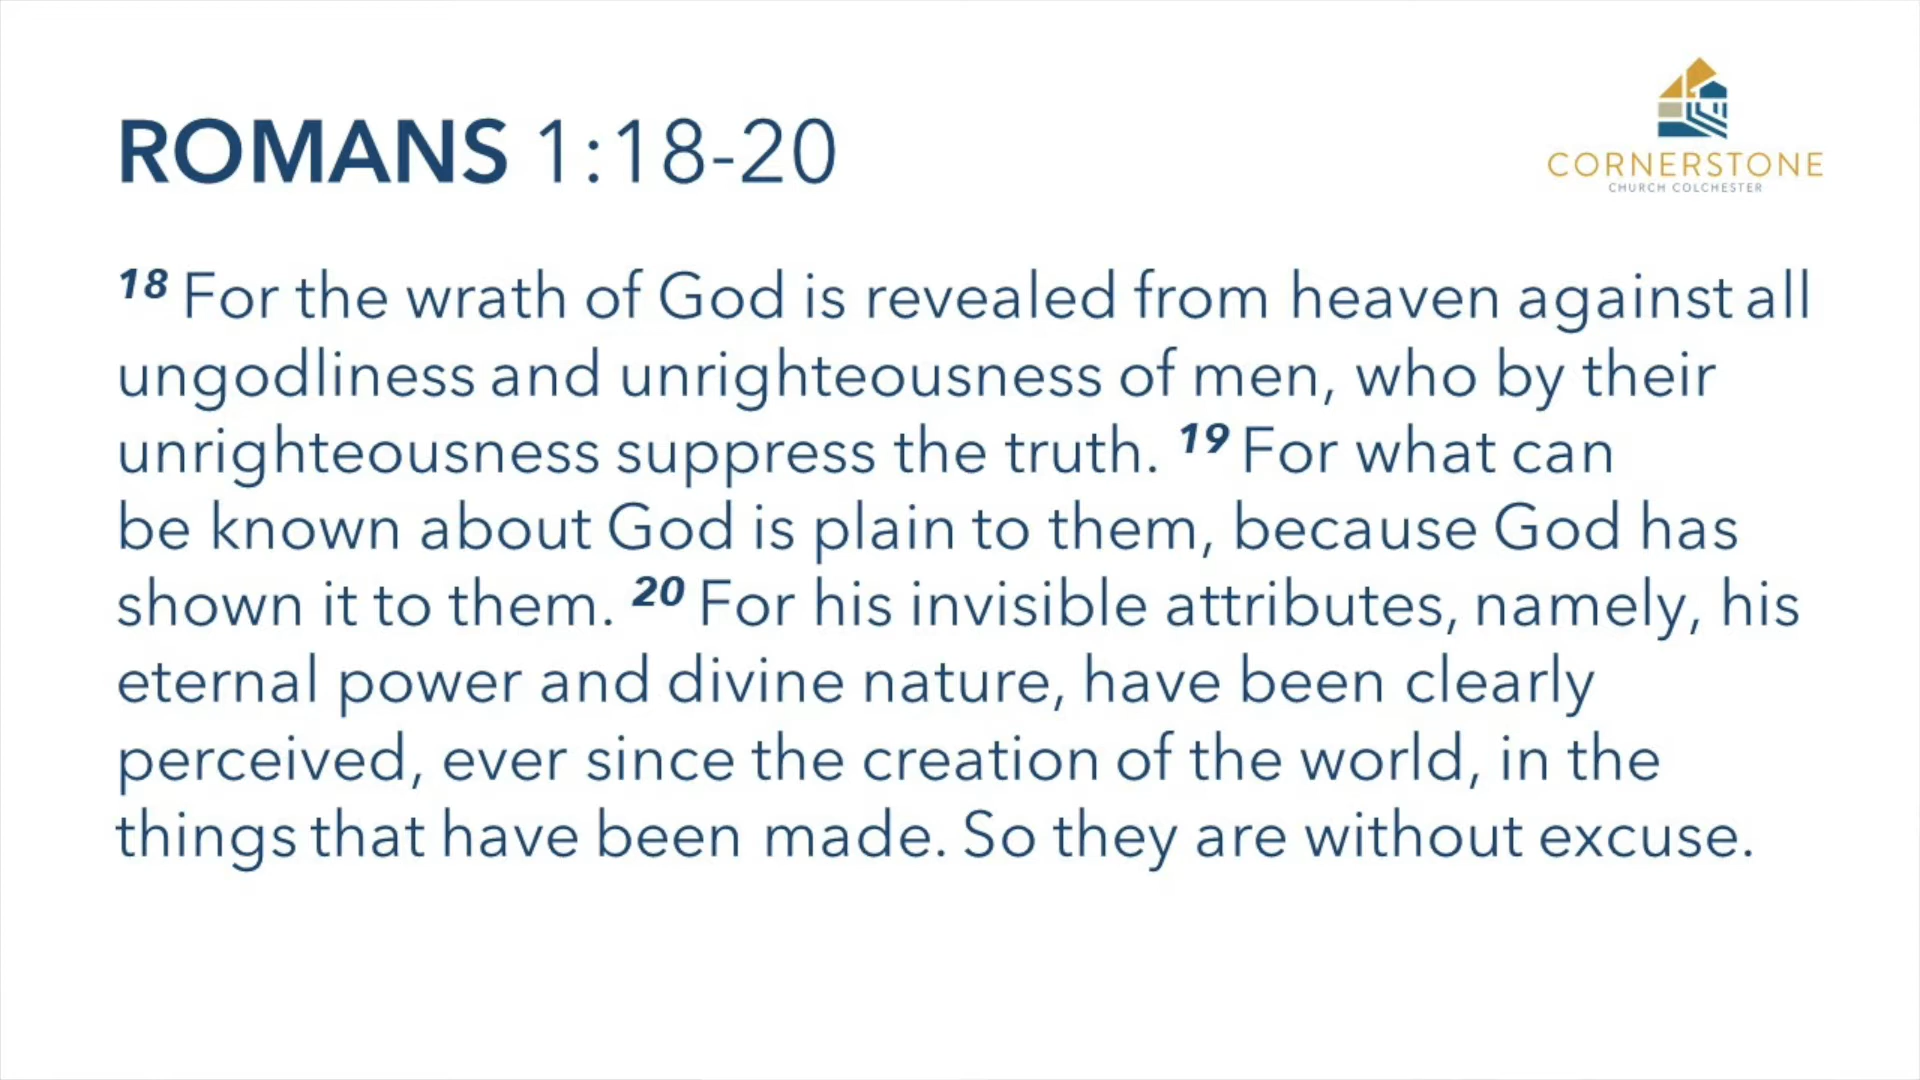 ROMANS 1:18-20
CORNERSTONE
CHURCH COLCHESTER
18 For the wrath of God is revealed from heaven against all
ungodliness and unrighteousness of men, who by their
unrighteousness suppress the truth. 19 For what can
be known about God is plain to them, because God has
shown it to them. 20 For his invisible attributes, namely, his
eternal power and divine nature, have been clearly
perceived, ever since the creation of the world, in the
things that have been made. So they are without excuse.